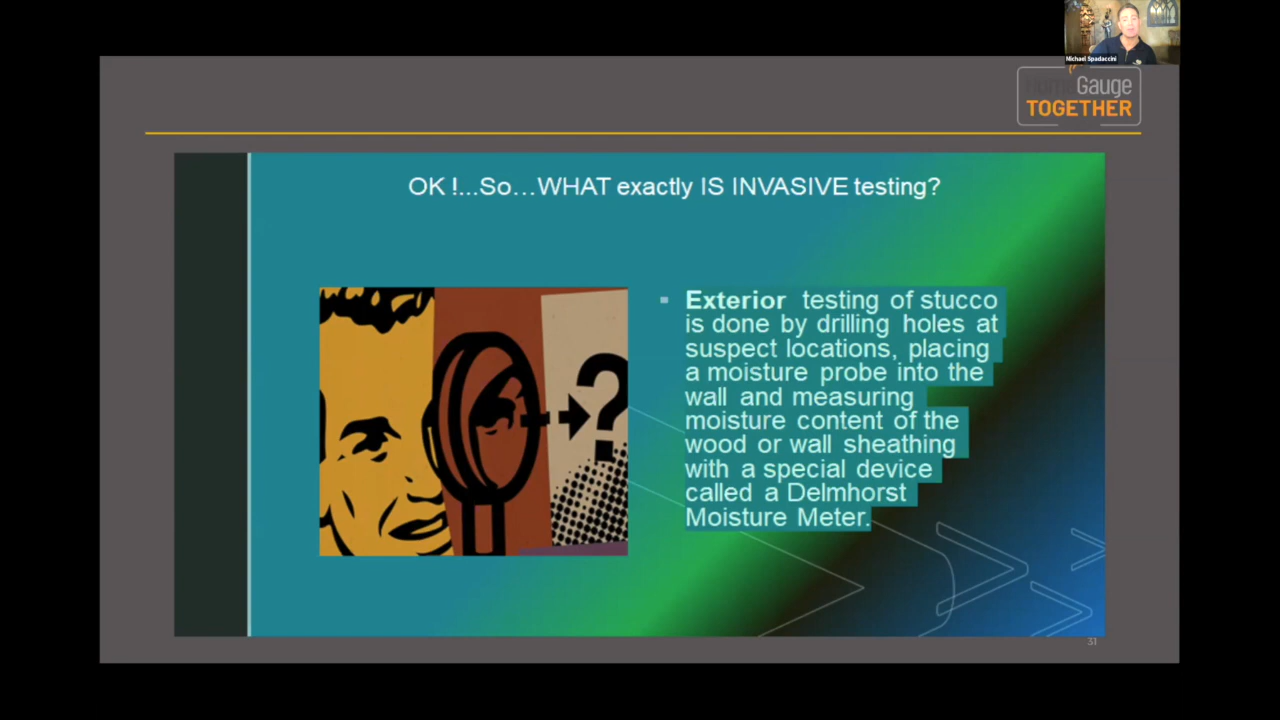 Michael Spadaccini
Gauge
TOGETHER
OK !...So...WHAT exactly IS INVASIVE testing?
?
▪ Exterior testing of stucco
is done by drilling holes at
suspect locations, placing
a moisture probe into the
wall and measuring
moisture content of the
wood or wall sheathing
with a special device
called a Delmhorst
Moisture Meter.
31